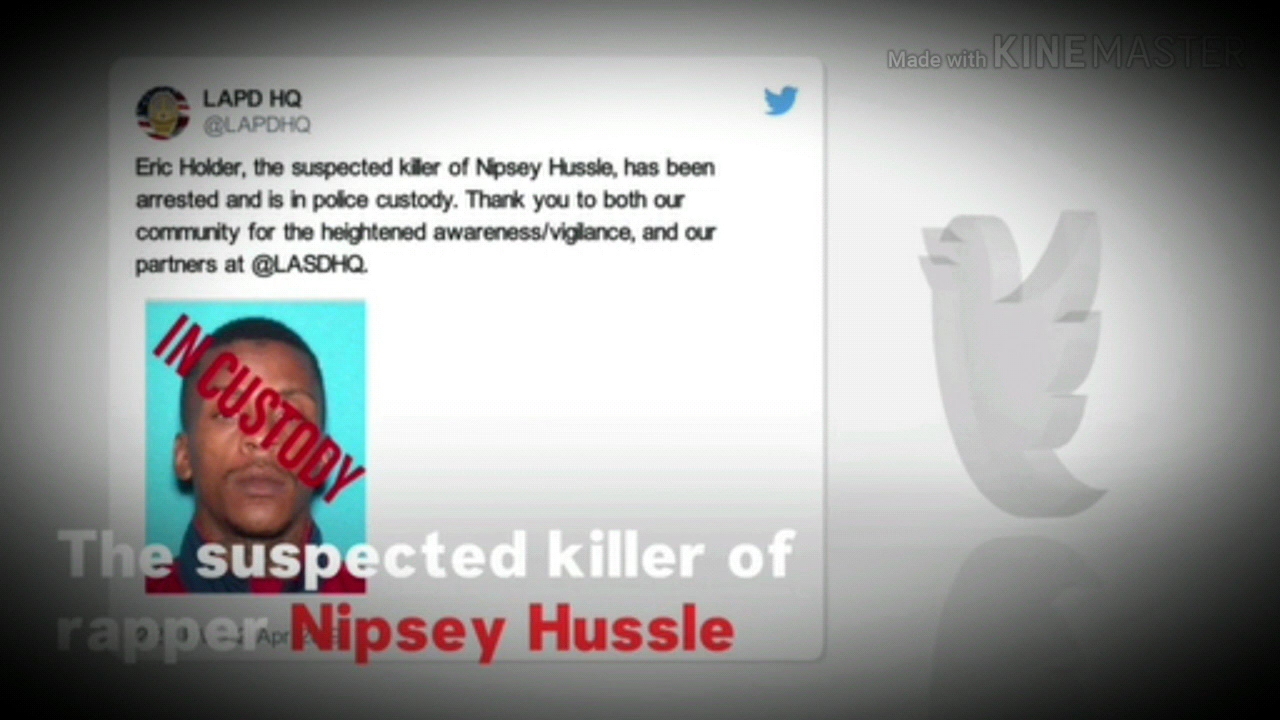 Made with KINEMASTER
LAPD HQ
@LAPDHQ
Eric Holder, the suspected killer of Nipsey Hussle, has been
arrested and is in police custody. Thank you to both our
community for the heightened awareness/vigilance, and our
partners at @LASDHQ.
IN CUSTODY
The suspected killer of
rapper Nipsey Hussle
Apr